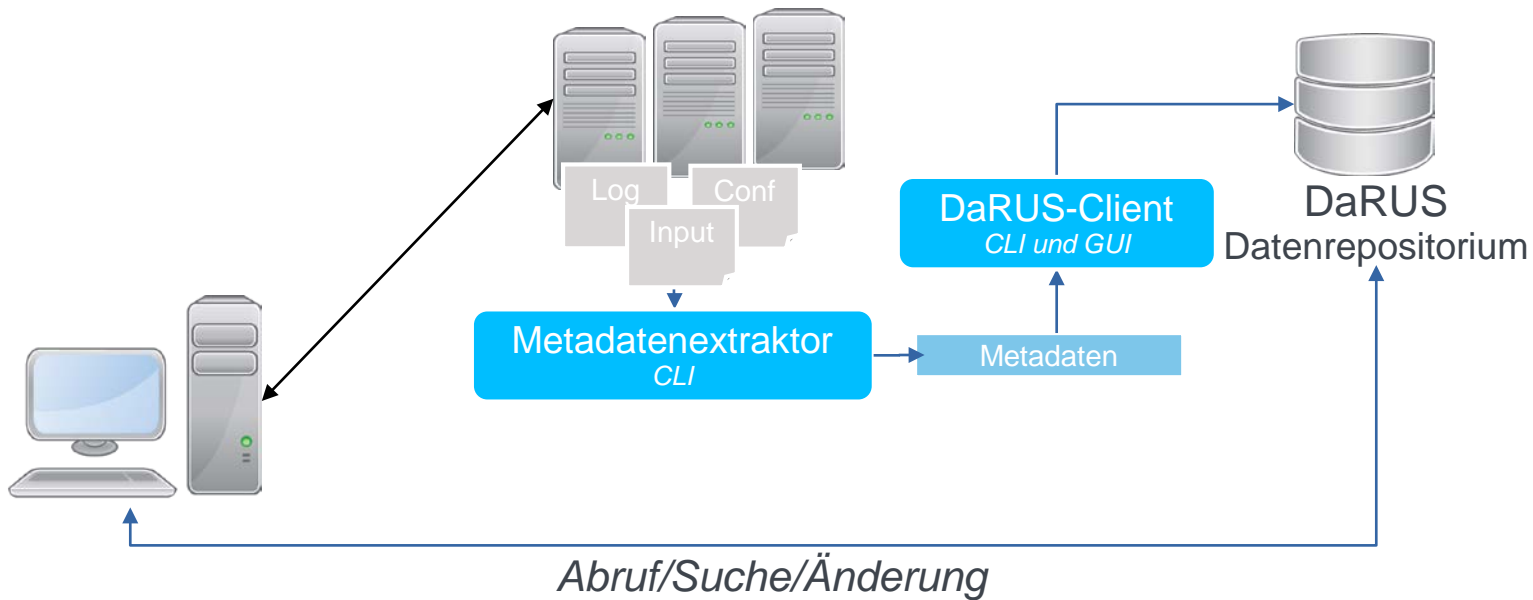 Log
Conf
Input
DaRUS-Client
CLI und GUI
DaRUS
Datenrepositorium
Metadatenextraktor
CLI
Metadaten
Abruf/Suche/Änderung